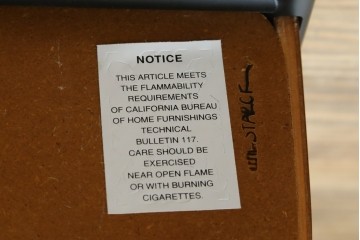 NOTICE
THIS ARTICLE MEETS
THE FLAMMABILITY
REQUIREMENTS
OF CALIFORNIA BUREAU
OF HOME FURNISHINGS
TECHNICAL
BULLETIN 117.
CARE SHOULD BE
EXERCISED
NEAR OPEN FLAME
OR WITH BURNING
CIGARETTES